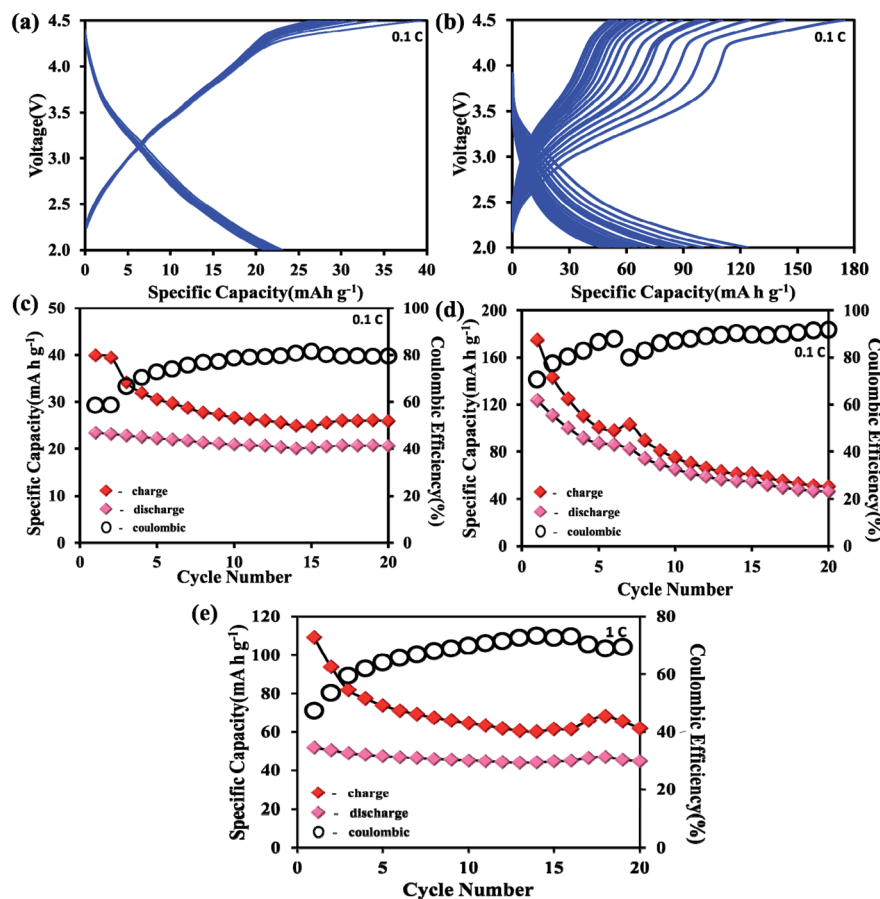 (a)
4.5
4.0
3.5
3.0
2.5
2.0
Voltage(V)
0.1 C
0 5 10 15 20 25 30 35 40
Specific Capacity(mAh g⁻¹)
(b)
4.5
4.0
3.5
3.0
2.5
2.0
Voltage(V)
0.1 C
0 30 60 90 120 150 180
Specific Capacity(mA h g⁻¹)
(c)
50
40
30
20
10
0
Specific Capacity(mA h g⁻¹)
0.1 C
100
80
60
40
20
0
Coulombic Efficiency(%)
- charge
- discharge
- coulombic
0 5 10 15 20
Cycle Number
(d)
200
160
120
80
40
0
Specific Capacity(mA h g⁻¹)
0.1 C
100
80
60
40
20
0
Coulombic Efficiency(%)
- charge
- discharge
- coulombic
0 5 10 15 20
Cycle Number
(e)
120
100
80
60
40
20
0
Specific Capacity(mA h g⁻¹)
1 C
80
60
40
20
0
Coulombic Efficiency(%)
- charge
- discharge
- coulombic
0 5 10 15 20
Cycle Number